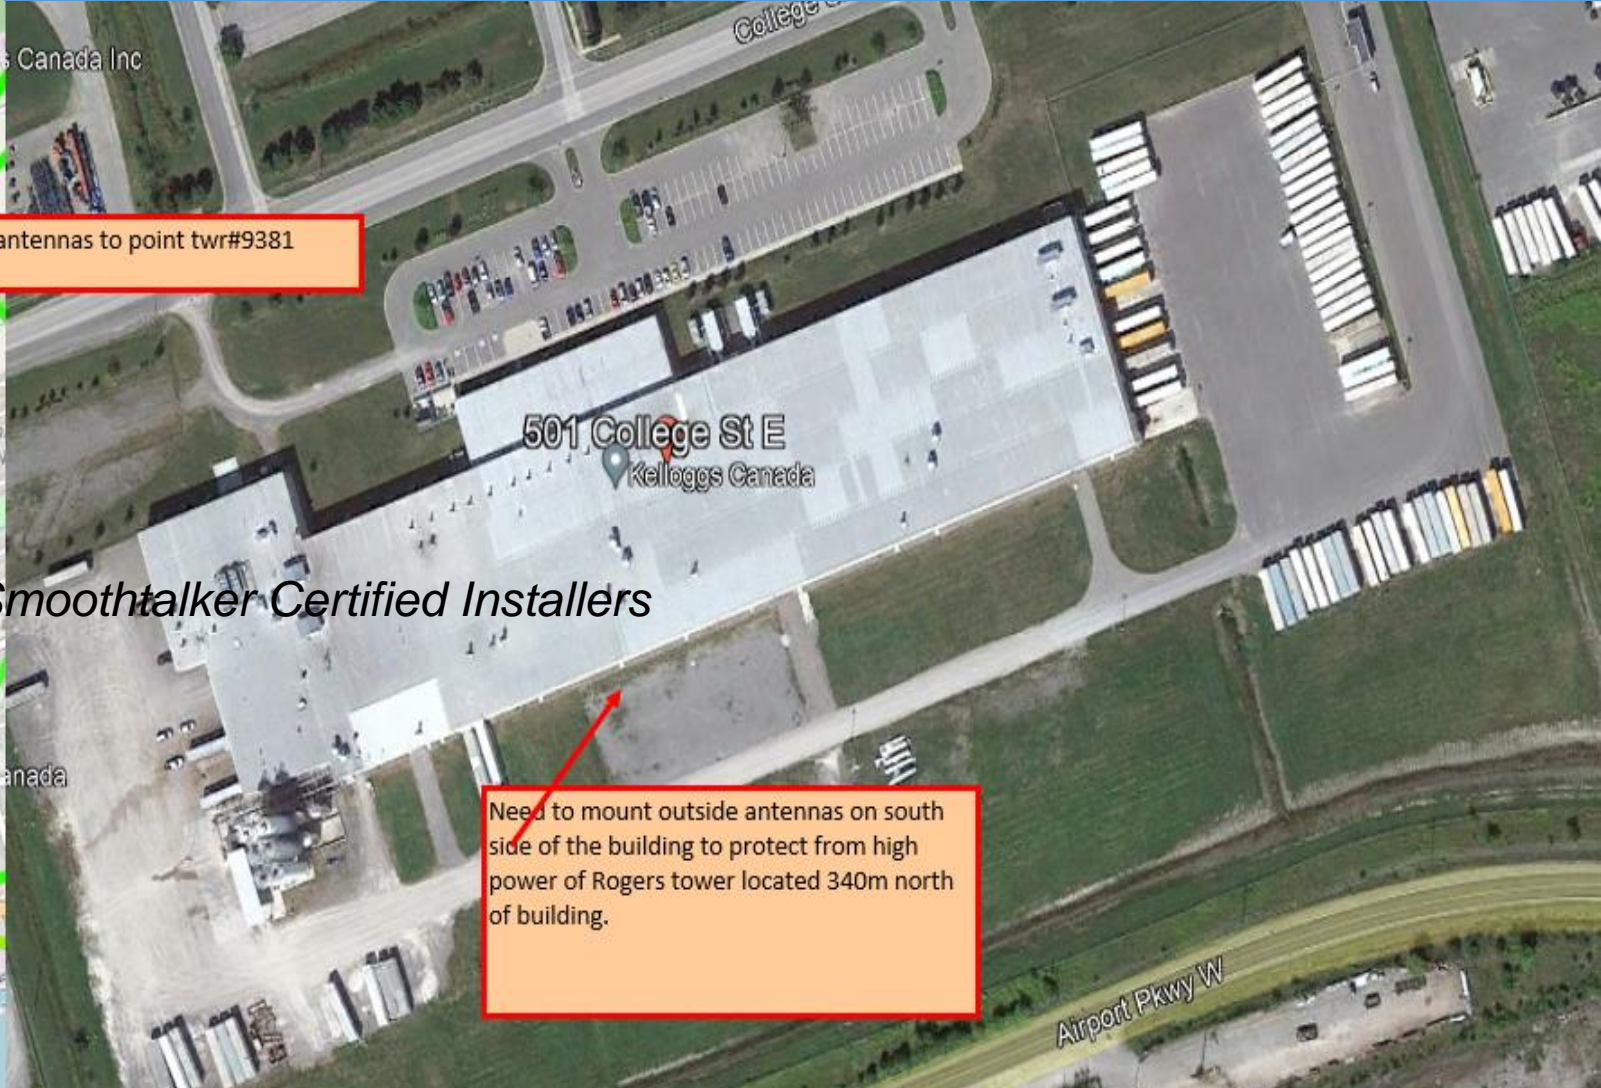 College
s Canada Inc
antennas to point twr#9381
501 College St E
Kelloggs Canada
Smoothtalker Certified Installers
anada
Need to mount outside antennas on south
side of the building to protect from high
power of Rogers tower located 340m north
of building.
Airport Pkwy W